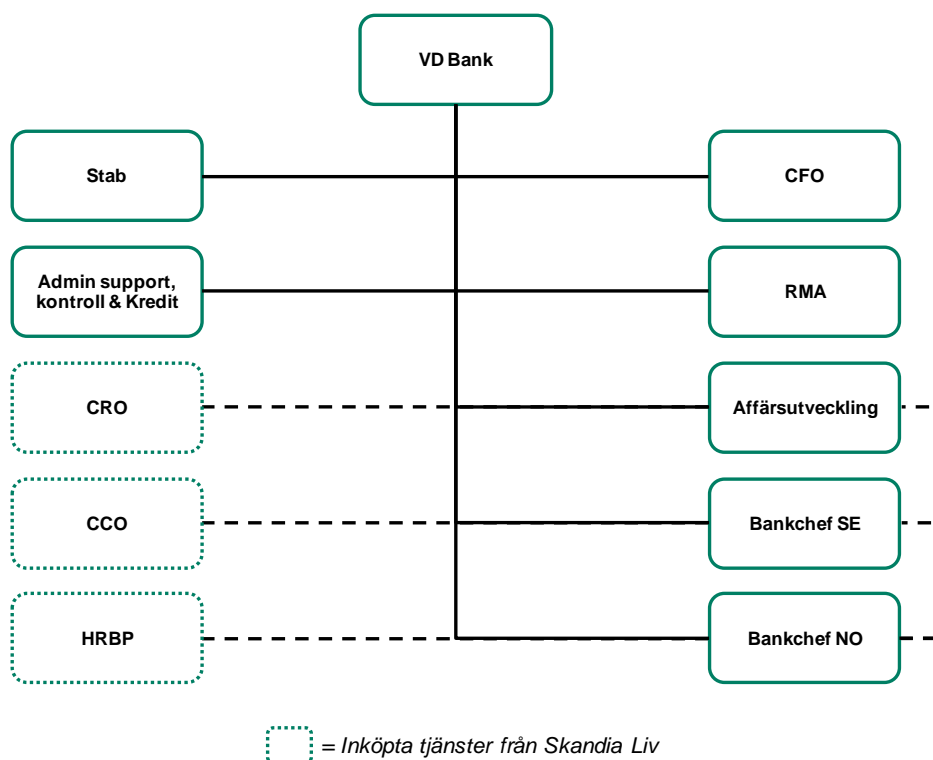 VD Bank
Stab
CFO
Admin support,
kontroll & Kredit
RMA
CRO
Affärsutveckling
CCO
Bankchef SE
HRBP
Bankchef NO
= Inköpta tjänster från Skandia Liv